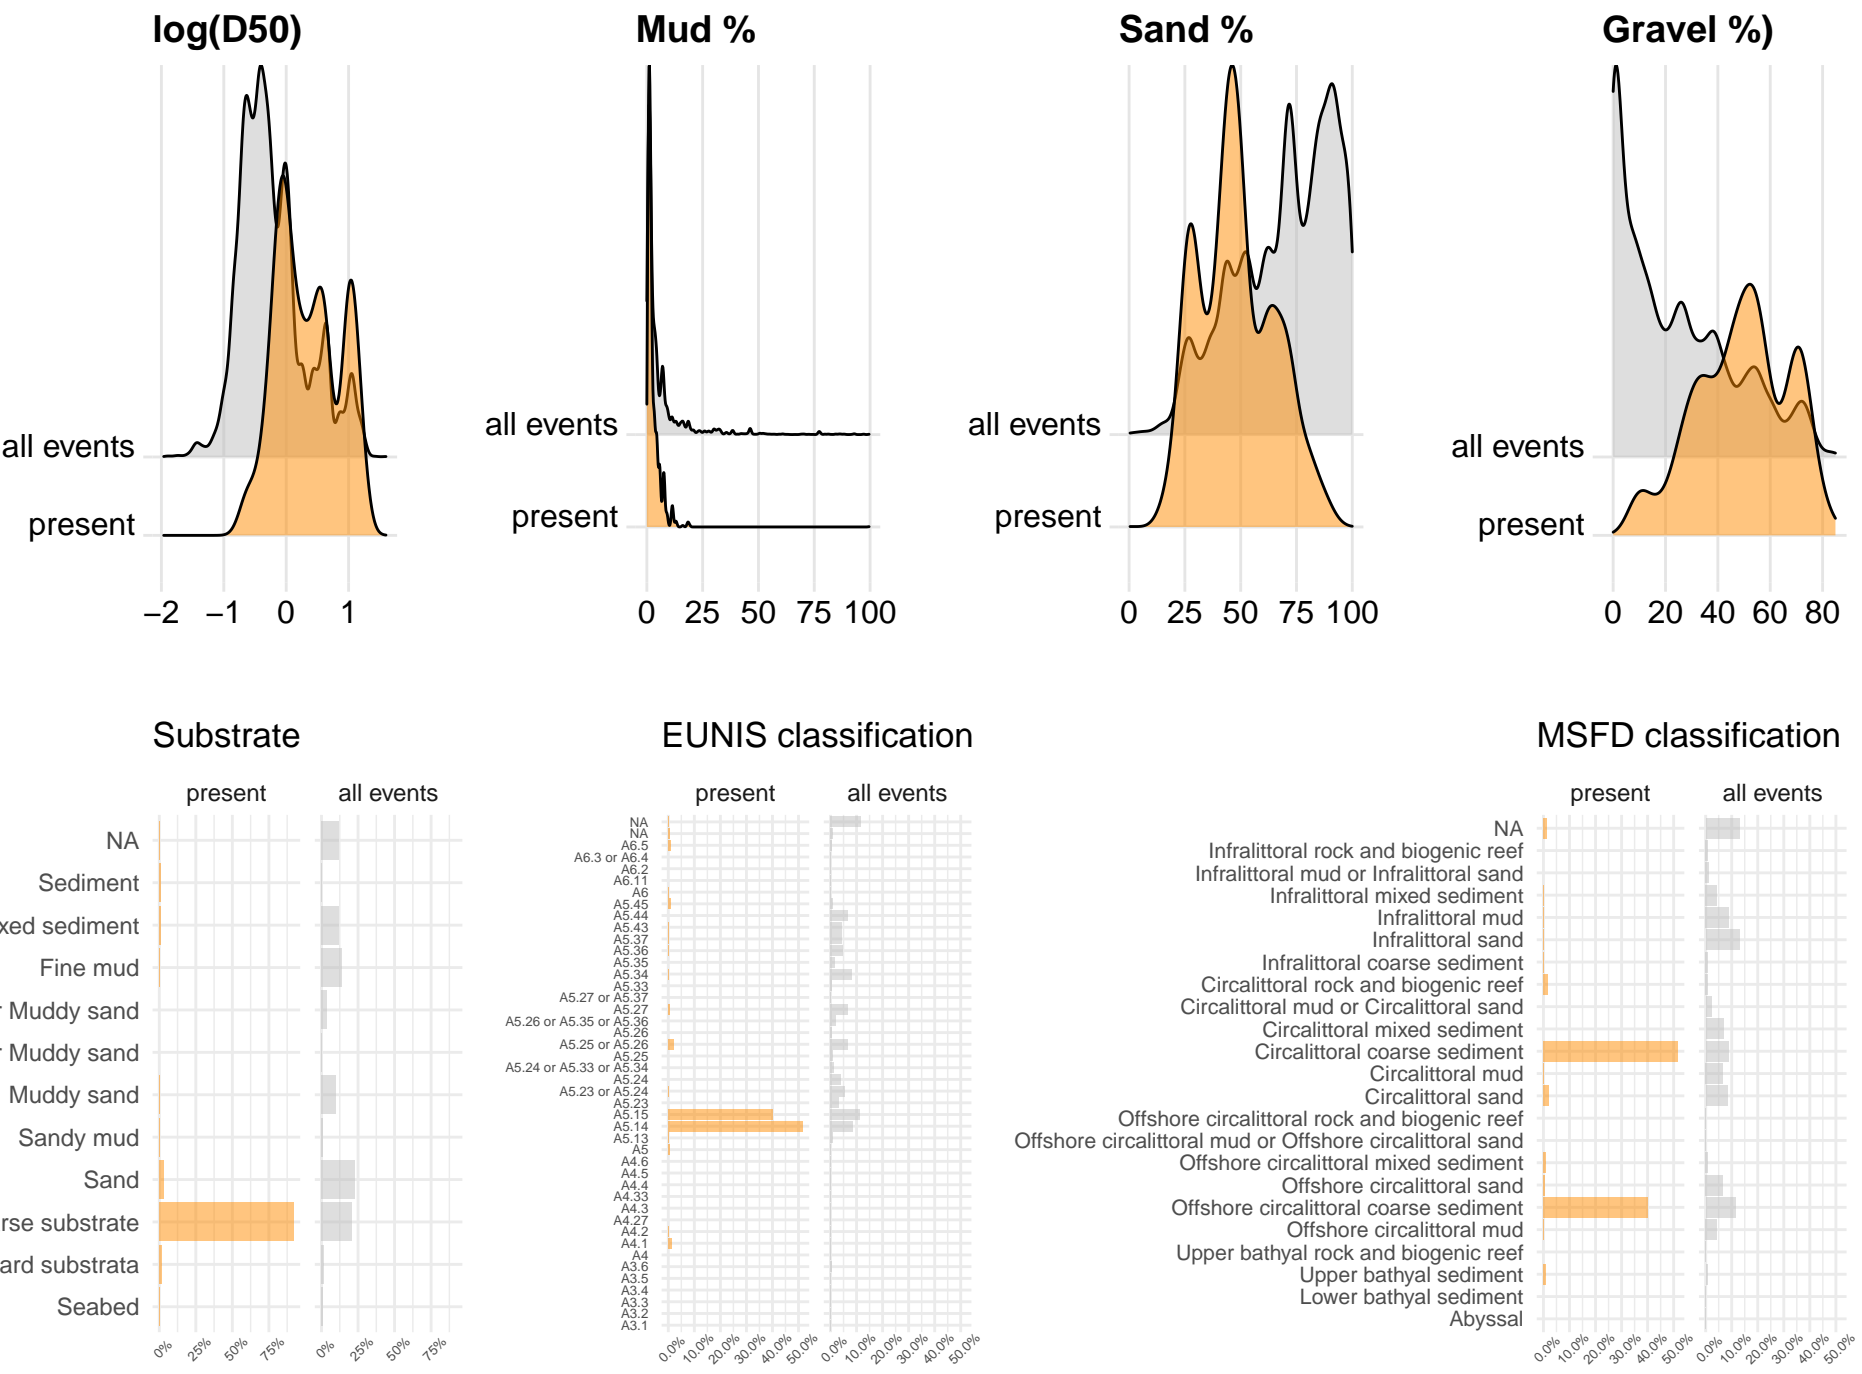 log(D50)
Mud %
Sand %
Gravel %)
all events
present
−2 −1 0 1
all events
present
0 25 50 75 100
all events
present
0 25 50 75 100
all events
present
0 20 40 60 80
Substrate
present all events
NA
Sediment
xed sediment
Fine mud
r Muddy sand
r Muddy sand
Muddy sand
Sandy mud
Sand
rse substrate
ard substrata
Seabed
0% 25% 50% 75% 0% 25% 50% 75%
EUNIS classification
present all events
NA
NA
A6.5
A6.3 or A6.4
A6.2
A6.11
A6
A5.45
A5.44
A5.43
A5.37
A5.36
A5.35
A5.34
A5.33
A5.27 or A5.37
A5.27
A5.26 or A5.35 or A5.36
A5.26
A5.25 or A5.26
A5.25
A5.24 or A5.33 or A5.34
A5.24
A5.23 or A5.24
A5.23
A5.15
A5.14
A5.13
A5
A4.6
A4.5
A4.4
A4.33
A4.3
A4.27
A4.2
A4.1
A4
A3.6
A3.5
A3.4
A3.3
A3.2
A3.1
0.0% 10.0% 20.0% 30.0% 40.0% 50.0% 0.0% 10.0% 20.0% 30.0% 40.0% 50.0%
MSFD classification
present all events
NA
Infralittoral rock and biogenic reef
Infralittoral mud or Infralittoral sand
Infralittoral mixed sediment
Infralittoral mud
Infralittoral sand
Infralittoral coarse sediment
Circalittoral rock and biogenic reef
Circalittoral mud or Circalittoral sand
Circalittoral mixed sediment
Circalittoral coarse sediment
Circalittoral mud
Circalittoral sand
Offshore circalittoral rock and biogenic reef
Offshore circalittoral mud or Offshore circalittoral sand
Offshore circalittoral mixed sediment
Offshore circalittoral sand
Offshore circalittoral coarse sediment
Offshore circalittoral mud
Upper bathyal rock and biogenic reef
Upper bathyal sediment
Lower bathyal sediment
Abyssal
0.0% 10.0% 20.0% 30.0% 40.0% 50.0% 0.0% 10.0% 20.0% 30.0% 40.0% 50.0%